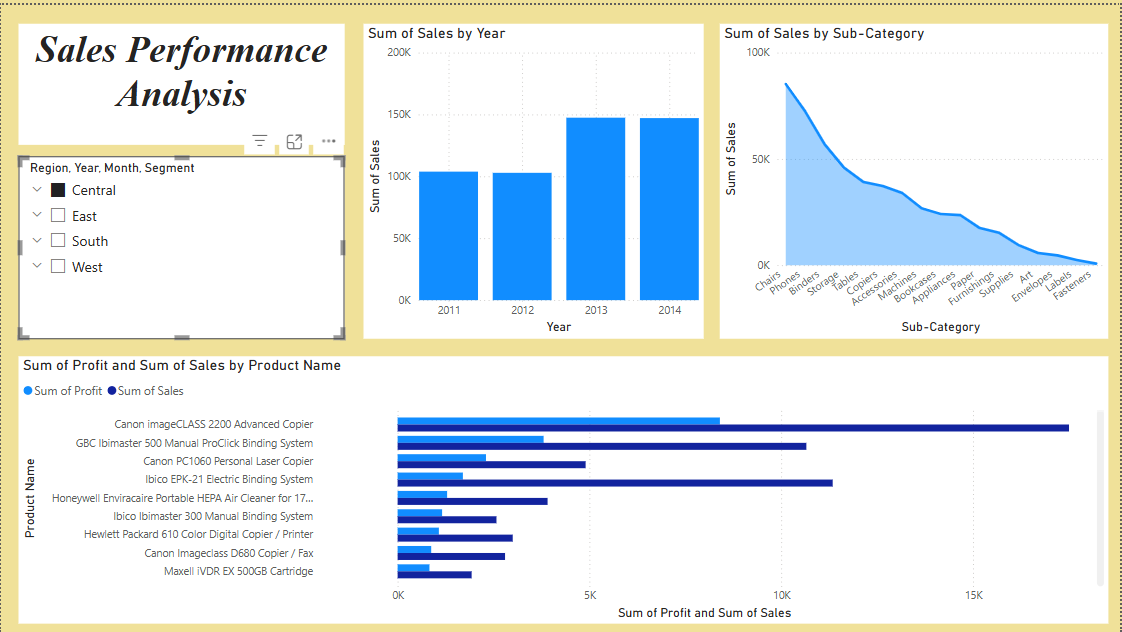 Sales Performance
Analysis
Region, Year, Month, Segment
Central
East
South
West
Sum of Sales by Year
200K
150K
100K
50K
0K
Sum of Sales
2011
2012
2013
2014
Year
Sum of Sales by Sub-Category
100K
50K
0K
Sum of Sales
Chairs
Phones
Binders
Storage
Tables
Copiers
Accessories
Machines
Bookcases
Appliances
Paper
Furnishings
Supplies
Art
Envelopes
Labels
Fasteners
Sub-Category
Sum of Profit and Sum of Sales by Product Name
Sum of Profit
Sum of Sales
Product Name
Canon imageCLASS 2200 Advanced Copier
GBC Ibimaster 500 Manual ProClick Binding System
Canon PC1060 Personal Laser Copier
Ibico EPK-21 Electric Binding System
Honeywell Enviracaire Portable HEPA Air Cleaner for 17...
Ibico Ibimaster 300 Manual Binding System
Hewlett Packard 610 Color Digital Copier / Printer
Canon Imageclass D680 Copier / Fax
Maxell iVDR EX 500GB Cartridge
0K
5K
10K
15K
Sum of Profit and Sum of Sales